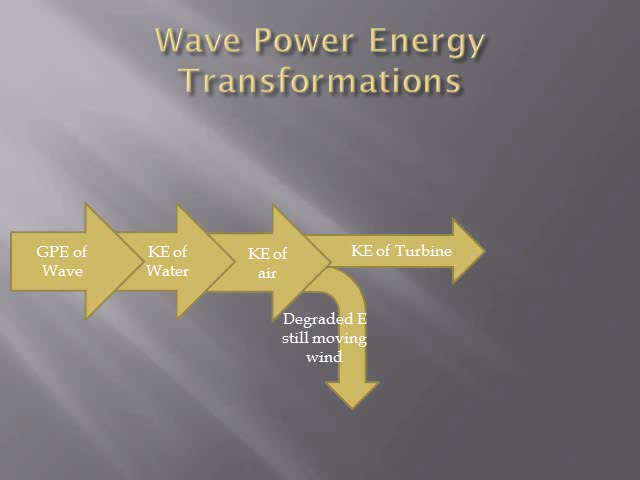 Wave Power Energy
Transformations
GPE of
Wave
KE of
Water
KE of
air
KE of Turbine
Degraded E
still moving
wind